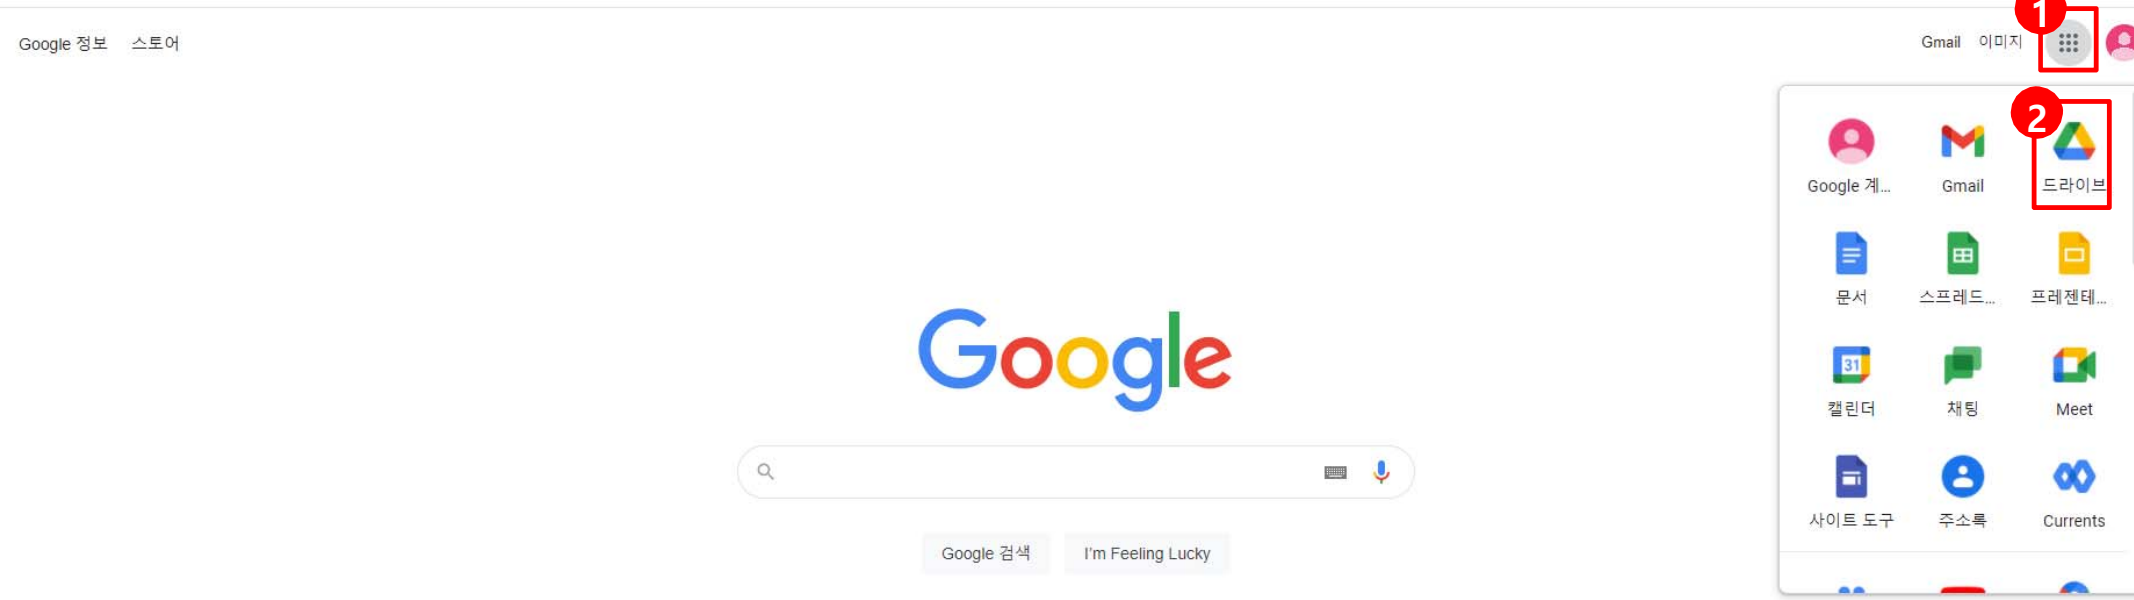 1
Google 정보 스토어
Gmail 이미지
2
Google 계...
Gmail
드라이브
문서
스프레드...
프레젠테...
Google
31
캘린더
채팅
Meet
사이트 도구
주소록
Currents
Google 검색
I'm Feeling Lucky